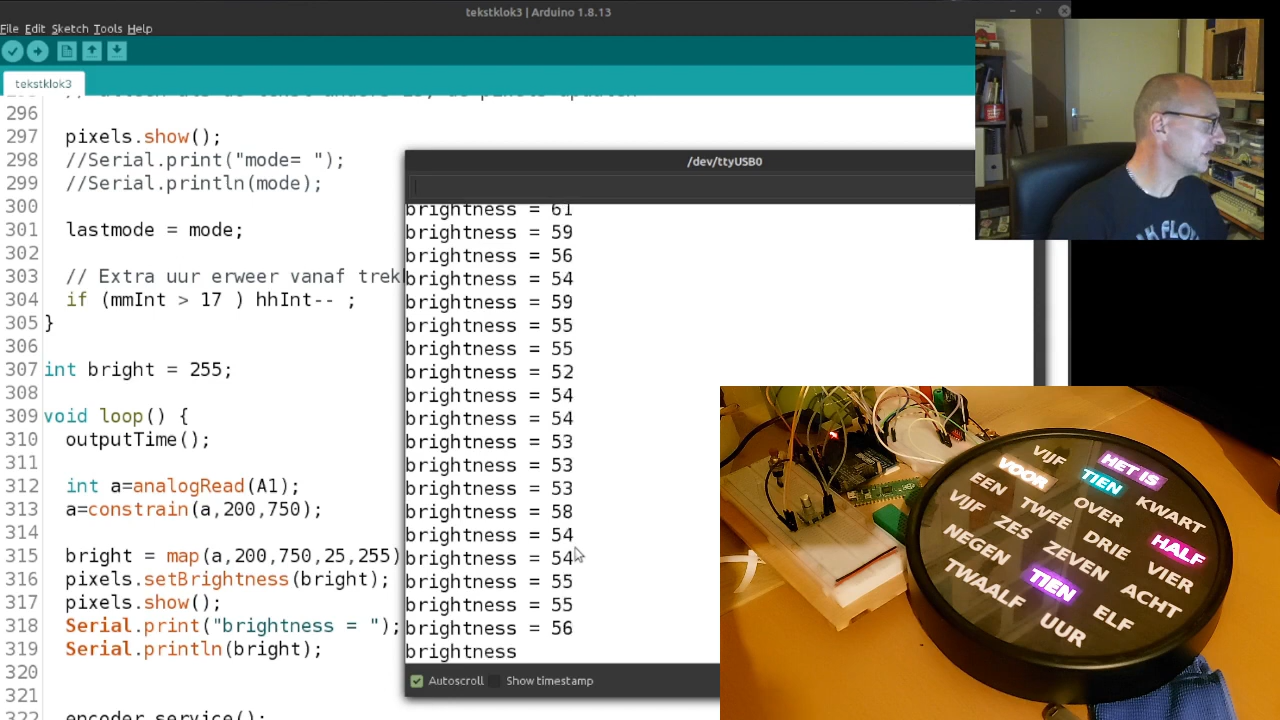 tekstklok3 | Arduino 1.8.13
File Edit Sketch Tools Help
tekstklok3
296
297 pixels.show();
298 //Serial.print("mode= ");
299 //Serial.println(mode);
300
301 lastmode = mode;
302
303 // Extra uur erweer vanaf trek
304 if (mmInt > 17 ) hhInt-- ;
305 }
306
307 int bright = 255;
308
309 void loop() {
310 outputTime();
311
312 int a=analogRead(A1);
313 a=constrain(a,200,750);
314
315 bright = map(a,200,750,25,255)
316 pixels.setBrightness(bright);
317 pixels.show();
318 Serial.print("brightness = ");
319 Serial.println(bright);
320
321
encoder.service();
/dev/ttyUSB0
brightness = 61
brightness = 59
brightness = 56
brightness = 54
brightness = 59
brightness = 55
brightness = 55
brightness = 52
brightness = 54
brightness = 54
brightness = 53
brightness = 53
brightness = 53
brightness = 58
brightness = 54
brightness = 54
brightness = 55
brightness = 55
brightness = 56
brightness
Autoscroll Show timestamp
VIJF HET IS
VOOR TIEN KWART
EEN TWEE OVER HALF
VIJF ZES DRIE VIER
NEGEN ZEVEN ACHT
TWAALF TIEN ELF
UUR